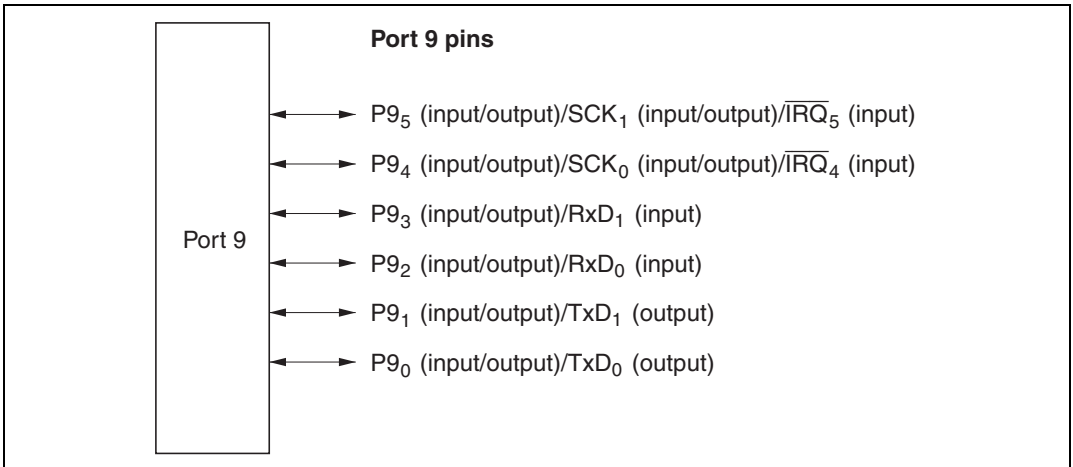 Port 9 pins
P9₅ (input/output)/SCK₁ (input/output)/I̅R̅Q̅₅ (input)
P9₄ (input/output)/SCK₀ (input/output)/I̅R̅Q̅₄ (input)
P9₃ (input/output)/RxD₁ (input)
Port 9
P9₂ (input/output)/RxD₀ (input)
P9₁ (input/output)/TxD₁ (output)
P9₀ (input/output)/TxD₀ (output)